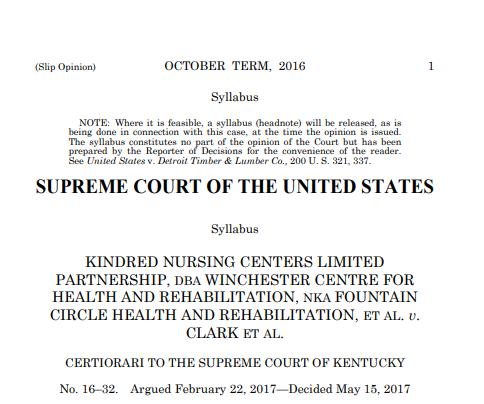 (Slip Opinion) OCTOBER TERM, 2016 1
Syllabus
NOTE: Where it is feasible, a syllabus (headnote) will be released, as is
being done in connection with this case, at the time the opinion is issued.
The syllabus constitutes no part of the opinion of the Court but has been
prepared by the Reporter of Decisions for the convenience of the reader.
See United States v. Detroit Timber & Lumber Co., 200 U. S. 321, 337.
SUPREME COURT OF THE UNITED STATES
Syllabus
KINDRED NURSING CENTERS LIMITED
PARTNERSHIP, DBA WINCHESTER CENTRE FOR
HEALTH AND REHABILITATION, NKA FOUNTAIN
CIRCLE HEALTH AND REHABILITATION, ET AL. v.
CLARK ET AL.
CERTIORARI TO THE SUPREME COURT OF KENTUCKY
No. 16–32. Argued February 22, 2017—Decided May 15, 2017